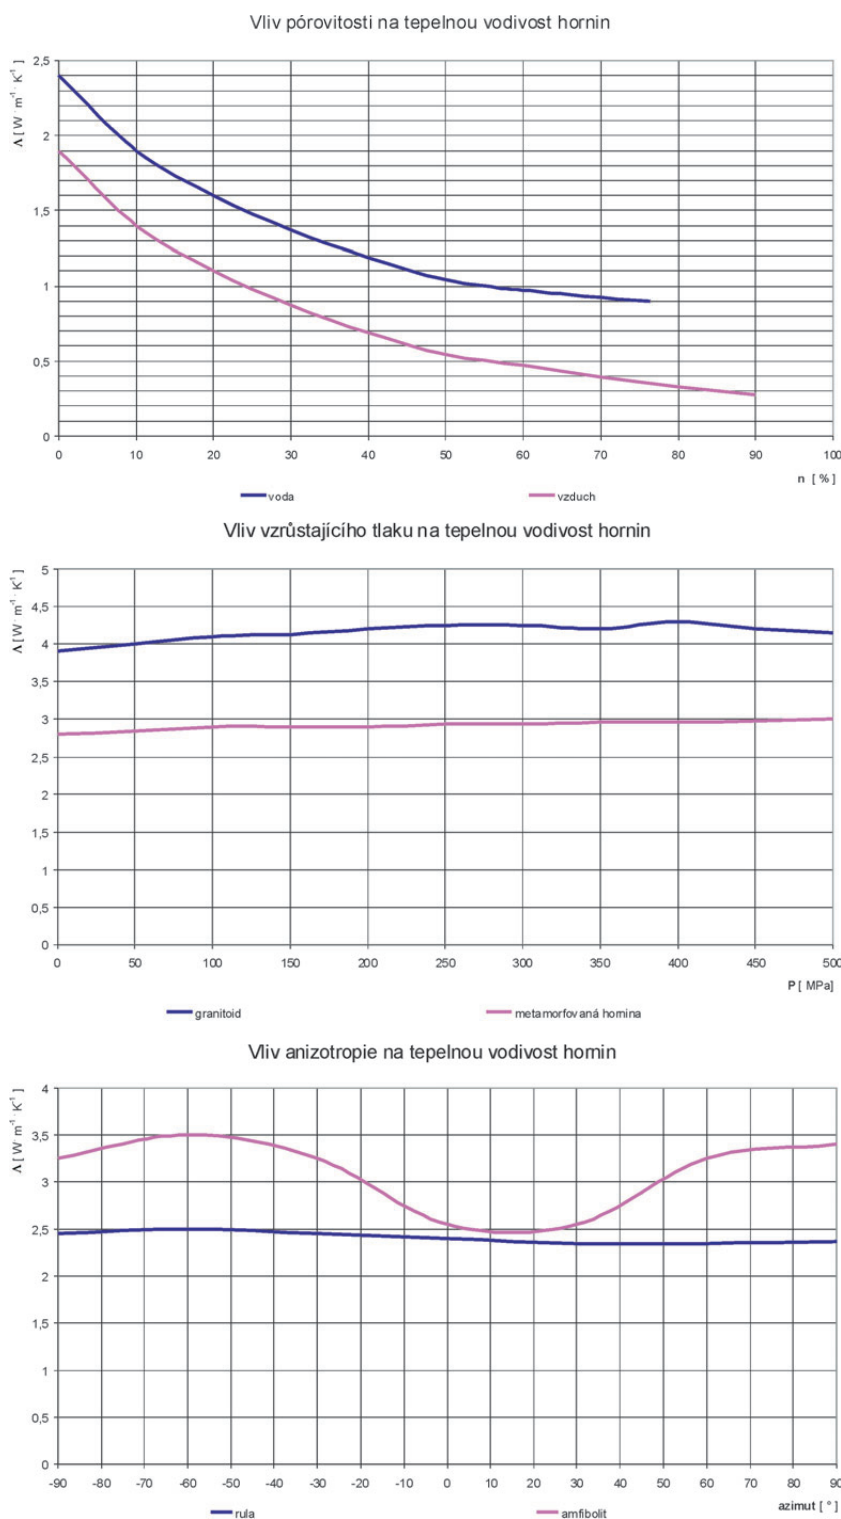 Vliv pórovitosti na tepelnou vodivost hornin
Λ [ W · m⁻¹ · K⁻¹ ]
2,5
2
1,5
1
0,5
0
0 10 20 30 40 50 60 70 80 90 100
n [ % ]
voda vzduch
Vliv vzrůstajícího tlaku na tepelnou vodivost hornin
Λ [ W · m⁻¹ · K⁻¹ ]
5
4,5
4
3,5
3
2,5
2
1,5
1
0,5
0
0 50 100 150 200 250 300 350 400 450 500
P [ MPa]
granitoid metamorfovaná hornina
Vliv anizotropie na tepelnou vodivost hornin
Λ [ W · m⁻¹ · K⁻¹ ]
4
3,5
3
2,5
2
1,5
1
0,5
0
-90 -80 -70 -60 -50 -40 -30 -20 -10 0 10 20 30 40 50 60 70 80 90
azimut [ ° ]
rula amfibolit